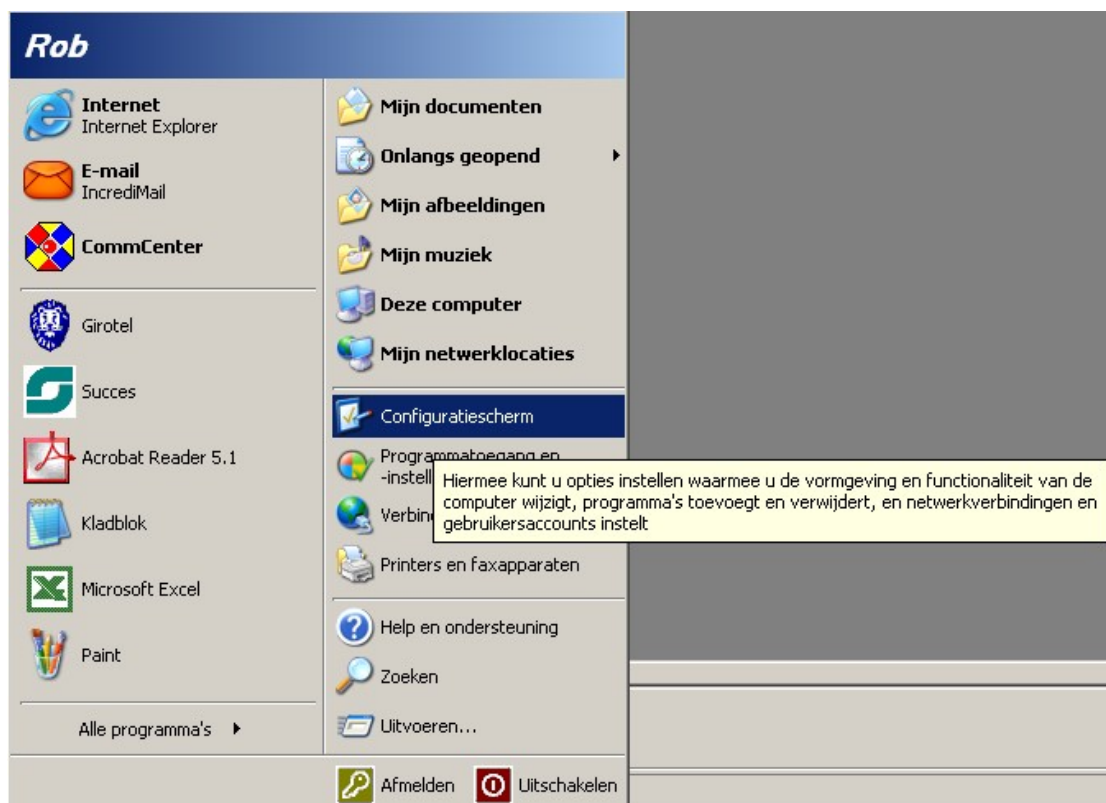 Rob
Internet
Internet Explorer
E-mail
IncrediMail
CommCenter
Girotel
Succes
Acrobat Reader 5.1
Kladblok
Microsoft Excel
Paint
Alle programma's
Mijn documenten
Onlangs geopend
Mijn afbeeldingen
Mijn muziek
Deze computer
Mijn netwerklocaties
Configuratiescherm
Programmatoegang en
Hiermee kunt u opties instellen waarmee u de vormgeving en functionaliteit van de
computer wijzigt, programma's toevoegt en verwijdert, en netwerkverbindingen en
gebruikersaccounts instelt
Printers en faxapparaten
Help en ondersteuning
Zoeken
Uitvoeren...
Afmelden
Uitschakelen